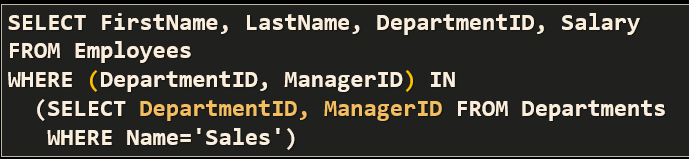 SELECT FirstName, LastName, DepartmentID, Salary
FROM Employees
WHERE (DepartmentID, ManagerID) IN
(SELECT DepartmentID, ManagerID FROM Departments
WHERE Name='Sales')